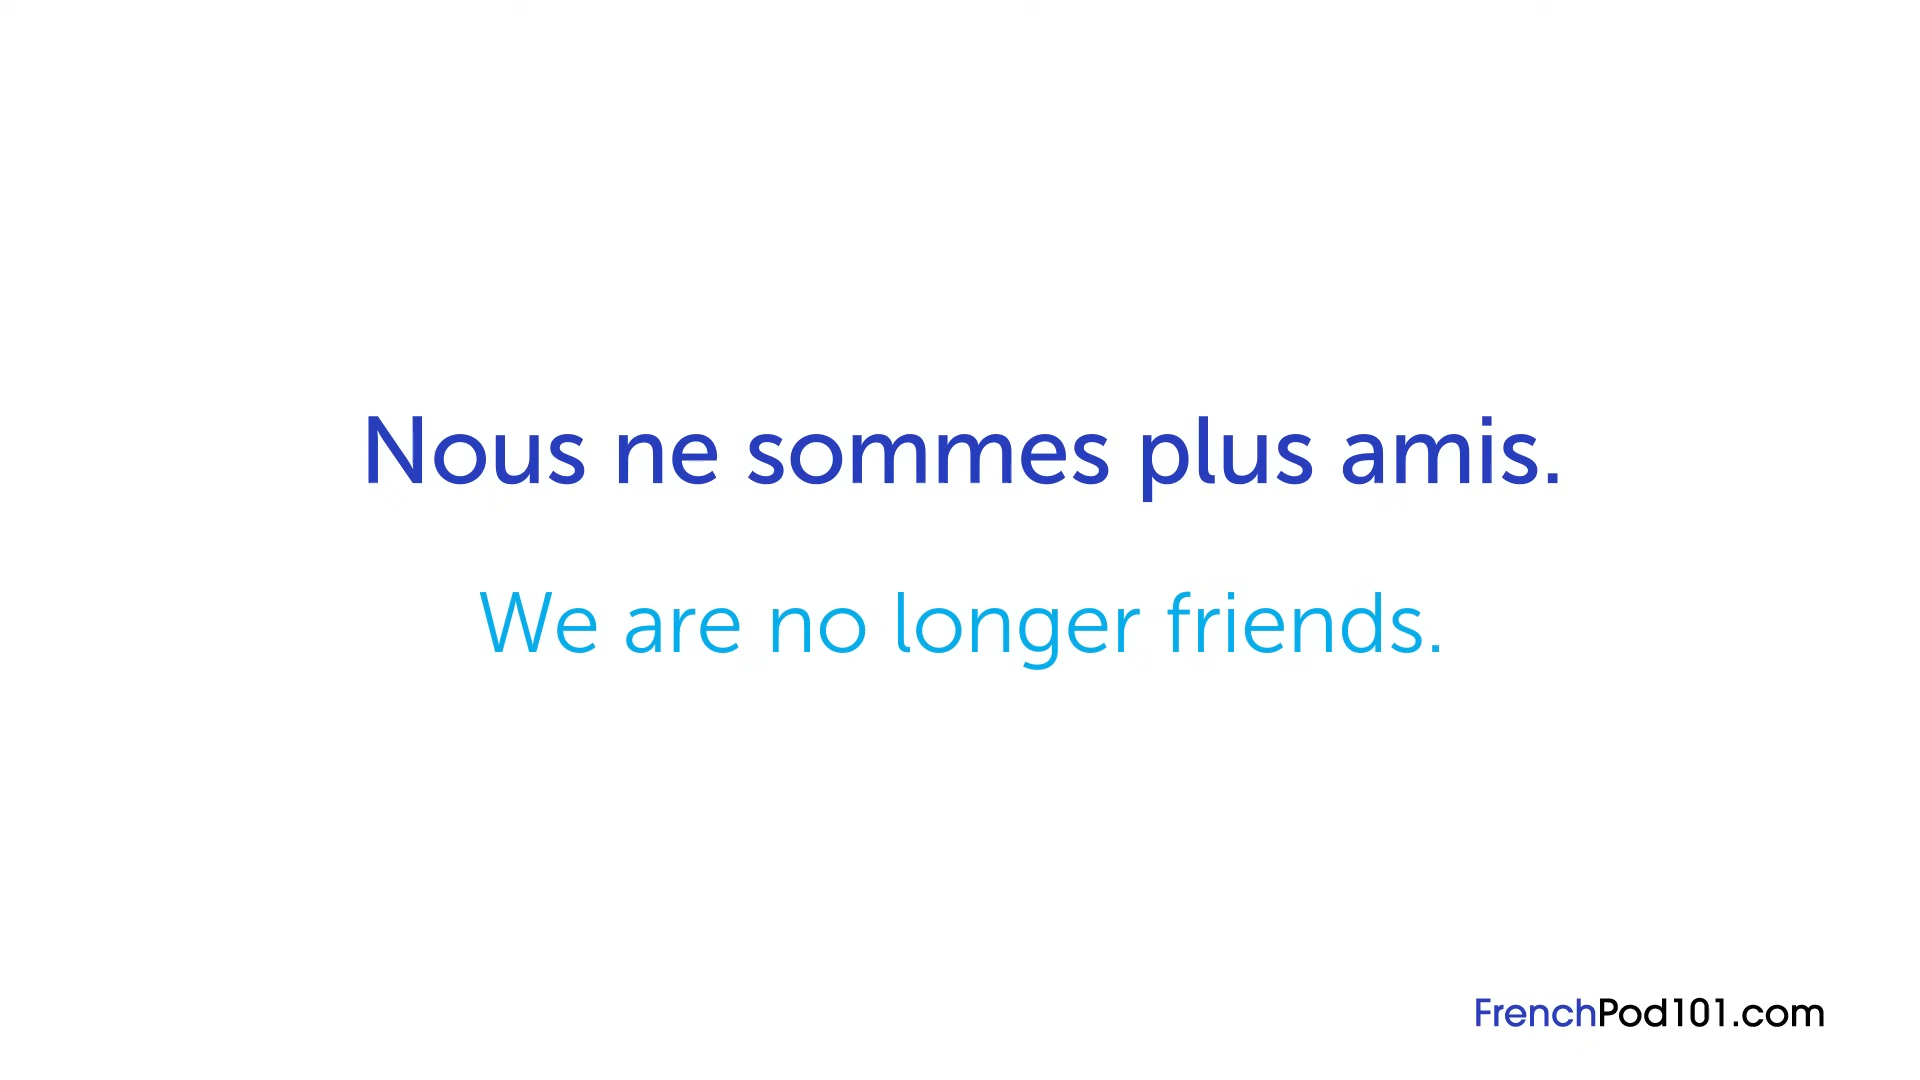 Nous ne sommes plus amis.
We are no longer friends.
FrenchPod101.com